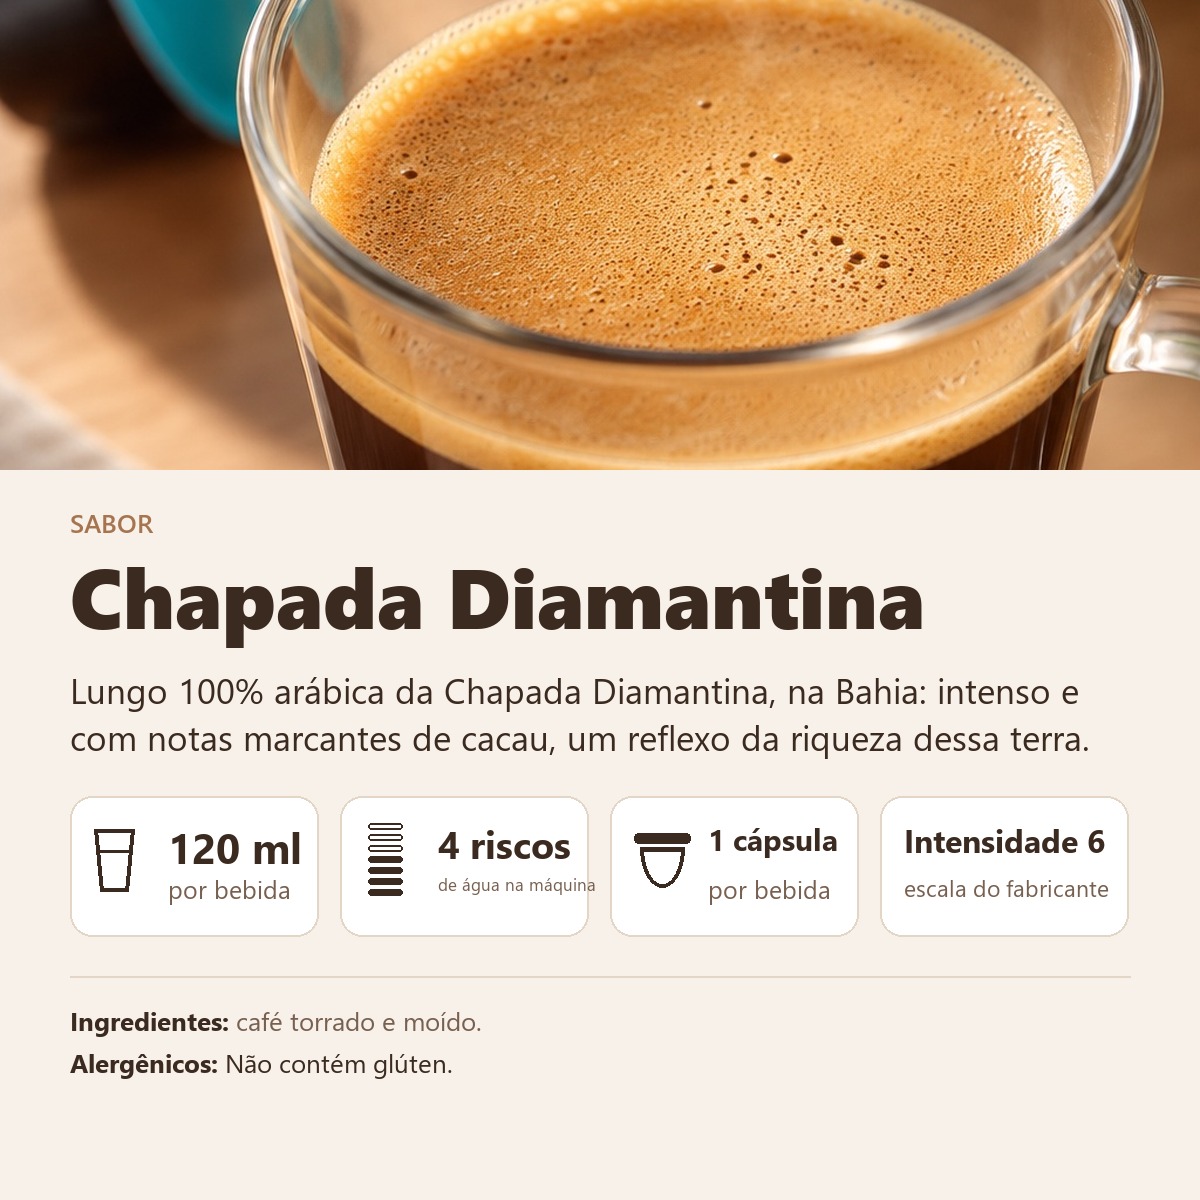 SABOR
Chapada Diamantina
Lungo 100% arábica da Chapada Diamantina, na Bahia: intenso e
com notas marcantes de cacau, um reflexo da riqueza dessa terra.
120 ml
por bebida
4 riscos
de água na máquina
1 cápsula
por bebida
Intensidade 6
escala do fabricante
Ingredientes: café torrado e moído.
Alergênicos: Não contém glúten.